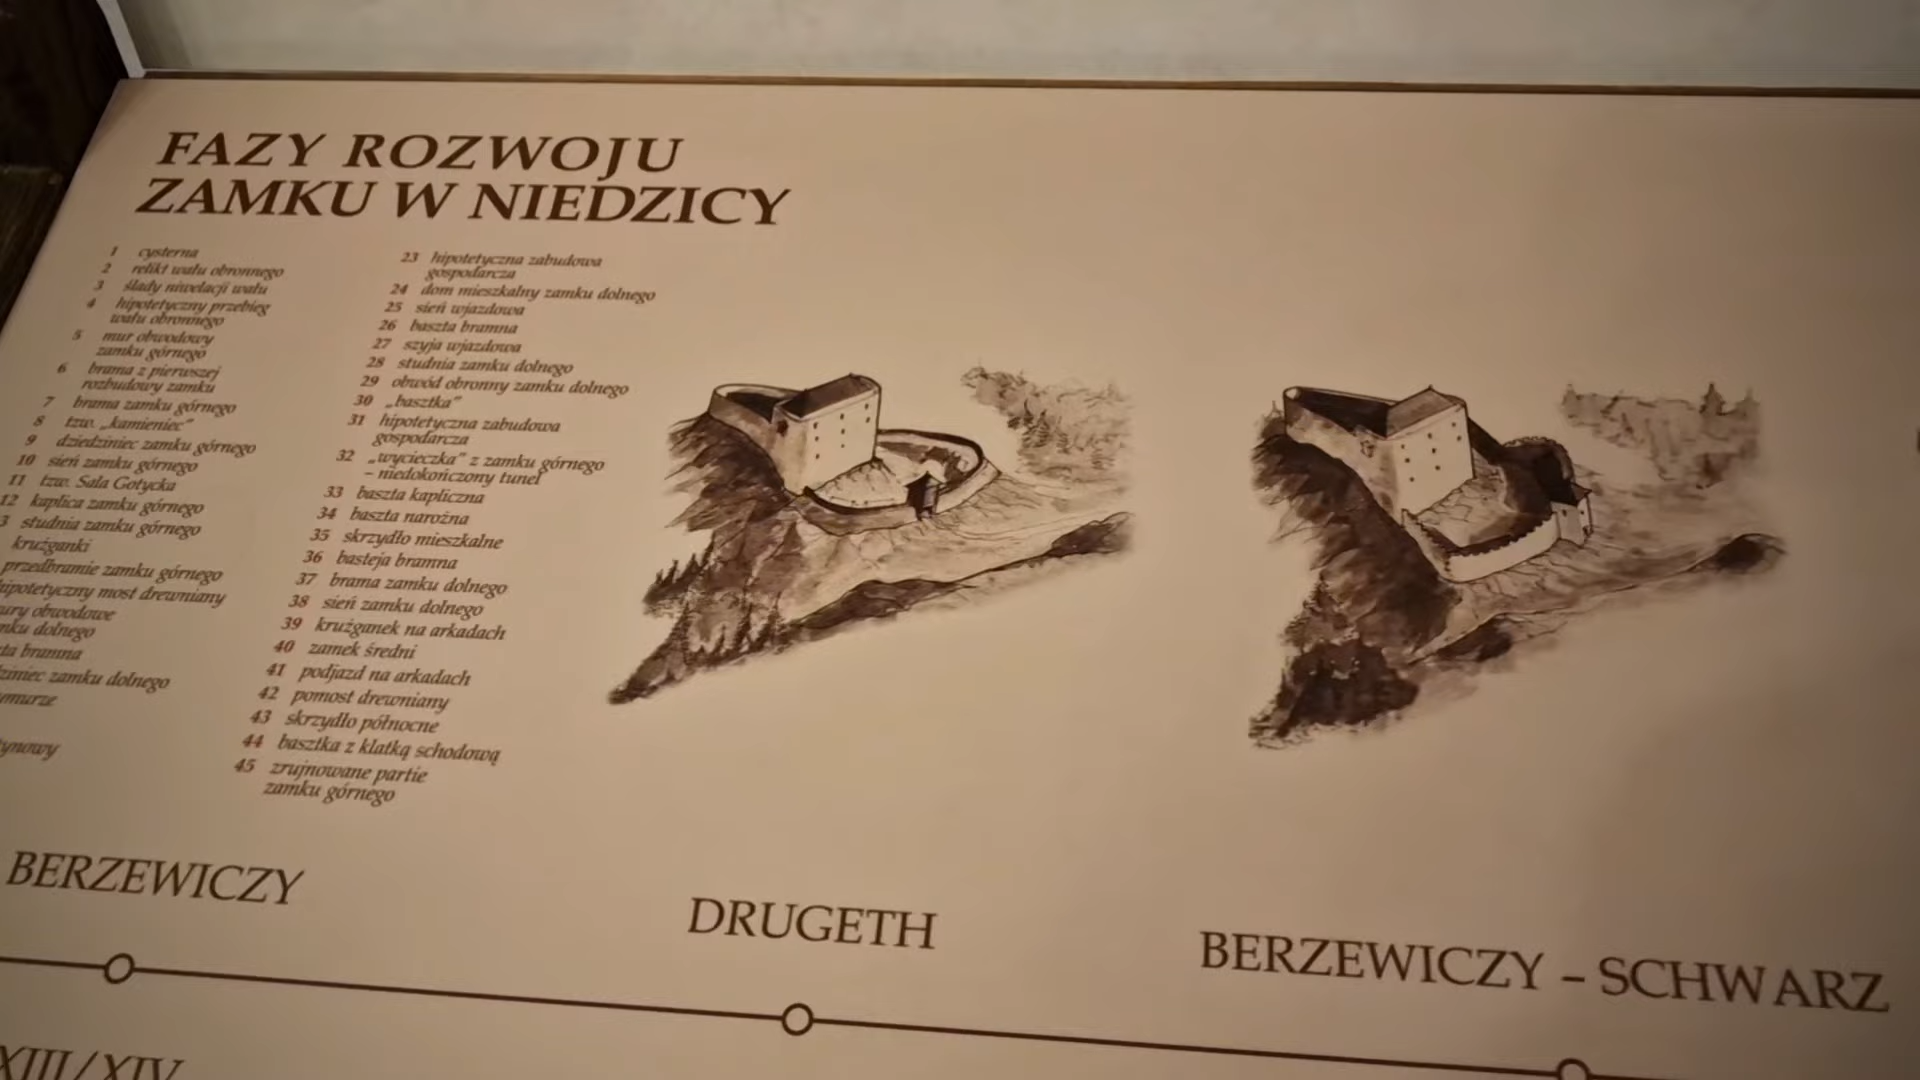 FAZY ROZWOJU
ZAMKU W NIEDZICY
1 cysterna
2 relikt wału obronnego
3 ślady niwelacji wału
4 hipotetyczny przebieg
wału obronnego
5 mur obwodowy
zamku górnego
6 brama z pierwszej
rozbudowy zamku
7 brama zamku górnego
8 tzw. „kamieniec”
9 dziedziniec zamku górnego
10 sień zamku górnego
11 tzw. Sala Gotycka
12 kaplica zamku górnego
3 studnia zamku górnego
krużganki
przedbramie zamku górnego
hipotetyczny most drewniany
obwodowe
dolnego
bramna
zamku dolnego
23 hipotetyczna zabudowa
gospodarcza
24 dom mieszkalny zamku dolnego
25 sień wjazdowa
26 baszta bramna
27 szyja wjazdowa
28 studnia zamku dolnego
29 obwód obronny zamku dolnego
30 „basztka”
31 hipotetyczna zabudowa
gospodarcza
32 „wycieczka” z zamku górnego
– niedokończony tunel
33 baszta kapliczna
34 baszta narożna
35 skrzydło mieszkalne
36 basteja bramna
37 brama zamku dolnego
38 sień zamku dolnego
39 krużganek na arkadach
40 zamek średni
41 podjazd na arkadach
42 pomost drewniany
43 skrzydło północne
44 basztka z klatką schodową
45 zrujnowane partie
zamku górnego
BERZEWICZY
DRUGETH
BERZEWICZY – SCHWARZ
XIII/XIV